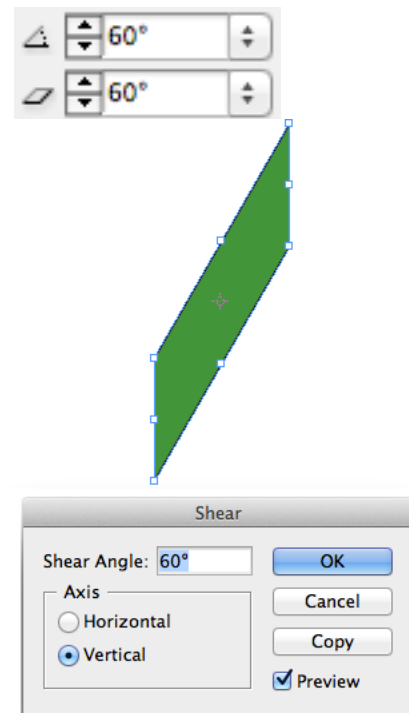 60°
60°
Shear
Shear Angle: 60°
OK
Axis
Cancel
Horizontal
Copy
Vertical
Preview